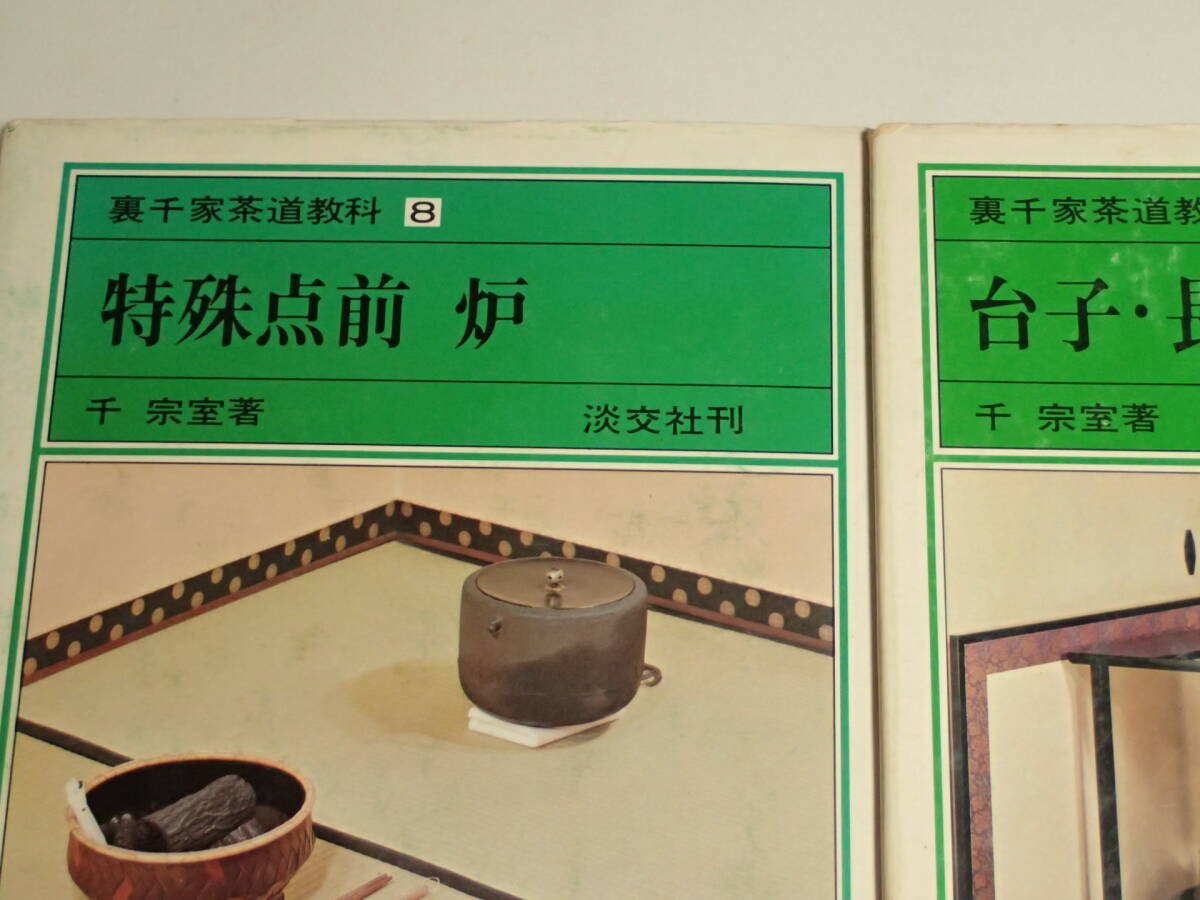 裏千家茶道教科 8
特殊点前 炉
千 宗室著 淡交社刊
裏千家茶道教
台子・長
千 宗室著